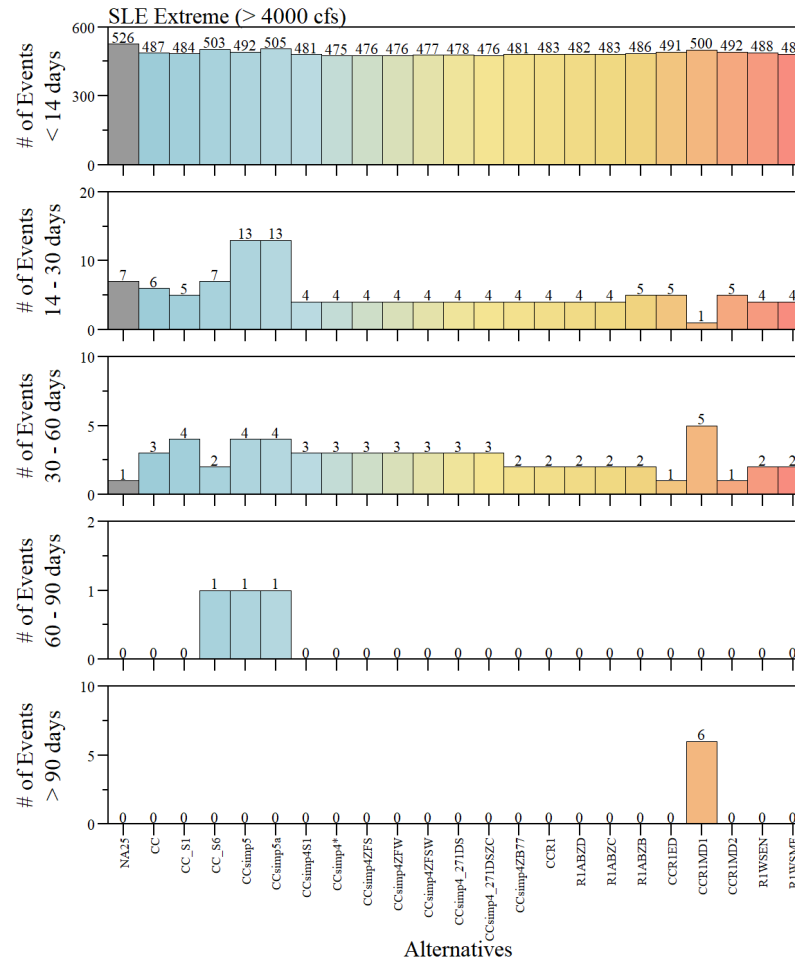 SLE Extreme (> 4000 cfs)
# of Events
< 14 days
600
300
0
526 487 484 503 492 505 481 475 476 476 477 478 476 481 483 482 483 486 491 500 492 488
# of Events
14 - 30 days
20
10
0
7 6 5 7 13 13 4 4 4 4 4 4 4 4 4 4 4 5 5 1 5 4 4
# of Events
30 - 60 days
10
5
0
1 3 4 2 4 4 3 3 3 3 3 3 3 2 2 2 2 2 1 5 1 2 2
# of Events
60 - 90 days
2
1
0
0 0 0 1 1 1 0 0 0 0 0 0 0 0 0 0 0 0 0 0 0 0 0
# of Events
> 90 days
10
5
0
0 0 0 0 0 0 0 0 0 0 0 0 0 0 0 0 0 0 0 6 0 0 0
NA25
CC
CC_S1
CC_S6
CCsimp5
CCsimp5a
CCsimp4S1
CCsimp4*
CCsimp4ZFS
CCsimp4ZFW
CCsimp4ZFSW
CCsimp4_271DS
CCsimp4_271DSZC
CCsimp4ZB77
CCR1
R1ABZD
R1ABZC
R1ABZB
CCR1ED
CCR1MD1
CCR1MD2
R1WSEN
Alternatives